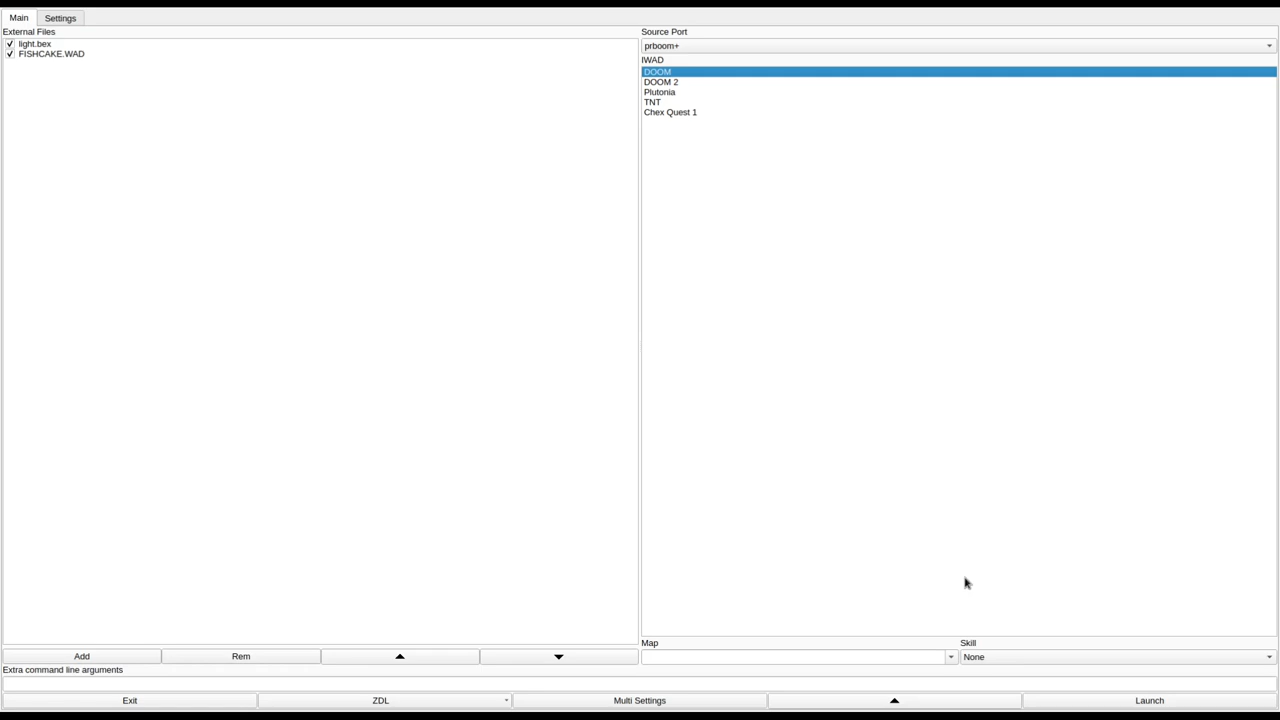 Main
Settings
External Files
light.bex
FISHCAKE.WAD
Source Port
prboom+
IWAD
DOOM
DOOM 2
Plutonia
TNT
Chex Quest 1
Map
Skill
None
Add
Rem
Extra command line arguments
Exit
ZDL
Multi Settings
Launch